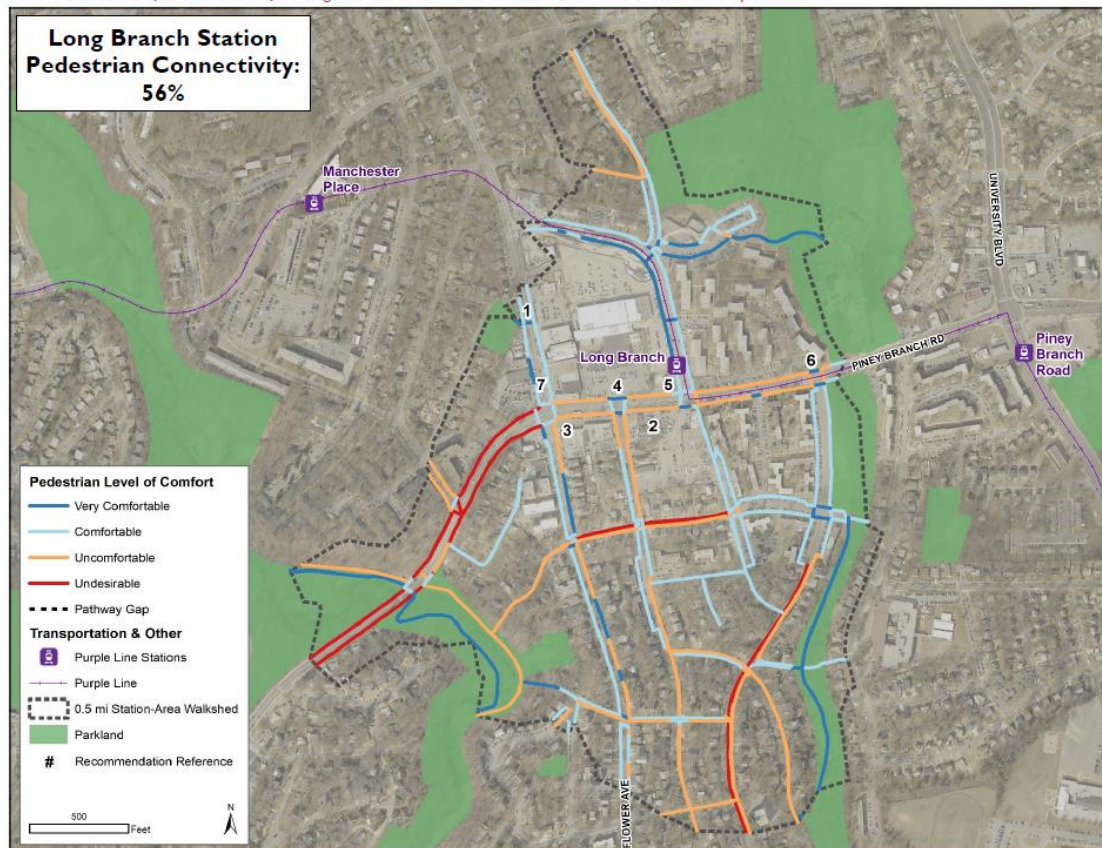 Long Branch Station
Pedestrian Connectivity:
56%
Manchester
Place
UNIVERSITY BLVD
1
Long Branch
6
PINEY BRANCH RD
Piney
Branch
Road
7
4
5
3
2
Pedestrian Level of Comfort
Very Comfortable
Comfortable
Uncomfortable
Undesirable
Pathway Gap
Transportation & Other
Purple Line Stations
Purple Line
0.5 mi Station-Area Walkshed
Parkland
# Recommendation Reference
500
Feet
N
FLOWER AVE